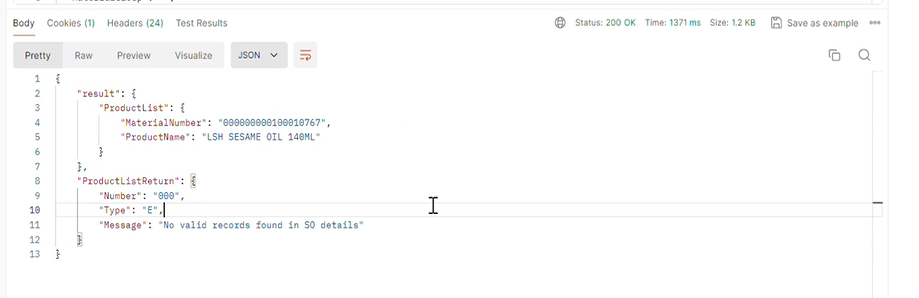 Body Cookies (1) Headers (24) Test Results Status: 200 OK Time: 1371 ms Size: 1.2 KB Save as example
Pretty Raw Preview Visualize JSON
1 {
2 "result": {
3 "ProductList": {
4 "MaterialNumber": "000000000100010767",
5 "ProductName": "LSH SESAME OIL 140ML"
6 }
7 },
8 "ProductListReturn": {
9 "Number": "000",
10 "Type": "E",
11 "Message": "No valid records found in SO details"
12 }
13 }